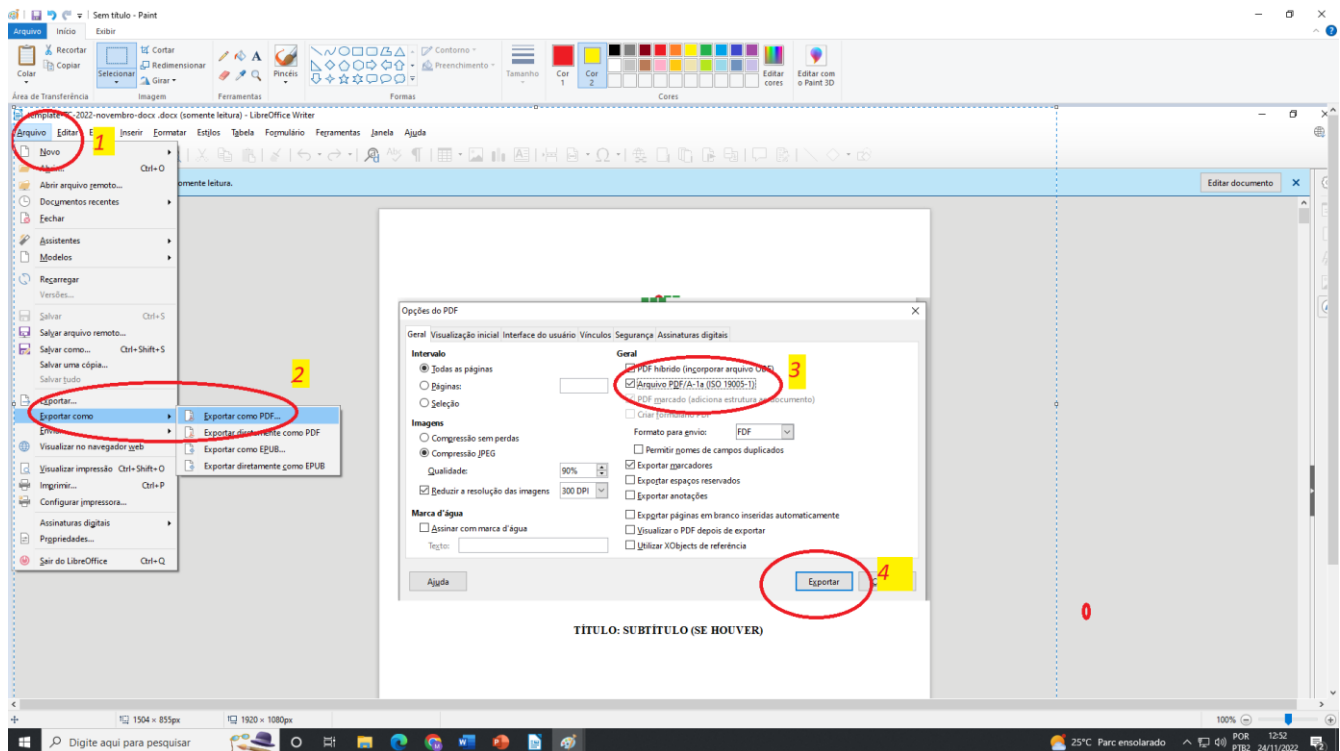 Sem título - Paint
Arquivo Início Exibir
Colar
Recortar
Copiar
Área de Transferência
Selecionar
Cortar
Redimensionar
Girar
Imagem
A
Ferramentas
Pincéis
Contorno
Preenchimento
Formas
Tamanho
Cor 1
Cor 2
Cores
Editar cores
Editar com o Paint 3D
-2022-novembro-docx .docx (somente leitura) - LibreOffice Writer
Arquivo Editar Inserir Formatar Estilos Tabela Formulário Ferramentas Janela Ajuda
1
omente leitura.
Editar documento
Novo
Ctrl+O
Abrir arquivo remoto...
Documentos recentes
Fechar
Assistentes
Modelos
Recarregar
Versões...
Salvar Ctrl+S
Salvar arquivo remoto...
Salvar como... Ctrl+Shift+S
Salvar uma cópia...
Salvar tudo
Exportar...
Exportar como
Visualizar no navegador web
Visualizar impressão Ctrl+Shift+O
Imprimir... Ctrl+P
Configurar impressora...
Assinaturas digitais
Propriedades...
Sair do LibreOffice Ctrl+Q
2
Exportar como PDF...
Exportar diretamente como PDF
Exportar como EPUB...
Exportar diretamente como EPUB
Opções do PDF
Geral Visualização inicial Interface do usuário Vínculos Segurança Assinaturas digitais
Intervalo
Todas as páginas
Páginas:
Seleção
Imagens
Compressão sem perdas
Compressão JPEG
Qualidade: 90%
Reduzir a resolução das imagens 300 DPI
Marca d'água
Assinar com marca d'água
Texto:
Geral
PDF híbrido (incorporar arquivo ODF)
3
Arquivo PDF/A-1a (ISO 19005-1)
PDF marcado (adiciona estrutura ao documento)
Criar formulário PDF
Formato para envio: FDF
Permitir nomes de campos duplicados
Exportar marcadores
Exportar espaços reservados
Exportar anotações
Exportar páginas em branco inseridas automaticamente
Visualizar o PDF depois de exportar
Utilizar XObjects de referência
Ajuda
Exportar
4
0
TÍTULO: SUBTÍTULO (SE HOUVER)
1504 × 855px
1920 × 1080px
100%
Digite aqui para pesquisar
25°C Parc ensolarado
POR
PTB2
12:52
24/11/2022